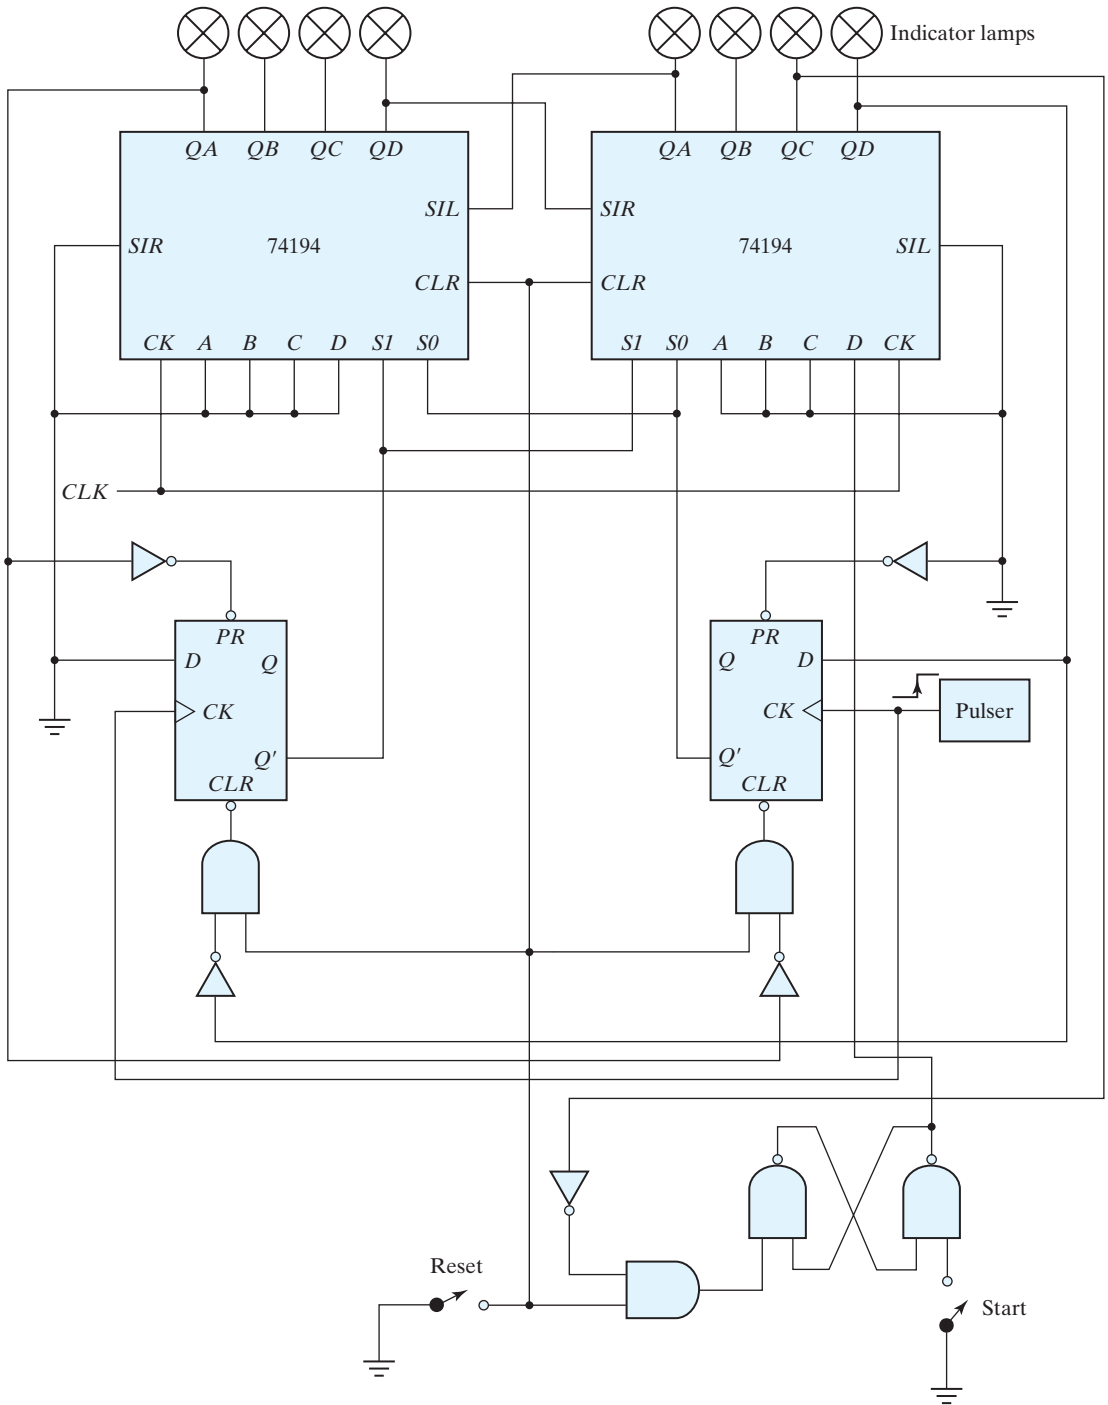 Indicator lamps
QA QB QC QD
QA QB QC QD
SIL
SIR
SIR
74194
74194
SIL
CLR
CLR
CK A B C D S1 S0
S1 S0 A B C D CK
CLK
PR
PR
D Q
Q D
CK
CK
Pulser
Q′
Q′
CLR
CLR
Reset
Start